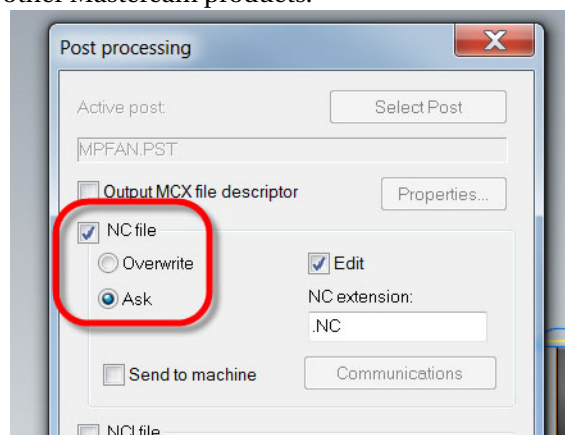 other Mastercam products.
Post processing
Active post:
Select Post
MPFAN.PST
Output MCX file descriptor
Properties...
NC file
Overwrite
Edit
Ask
NC extension:
.NC
Send to machine
Communications
NCI file